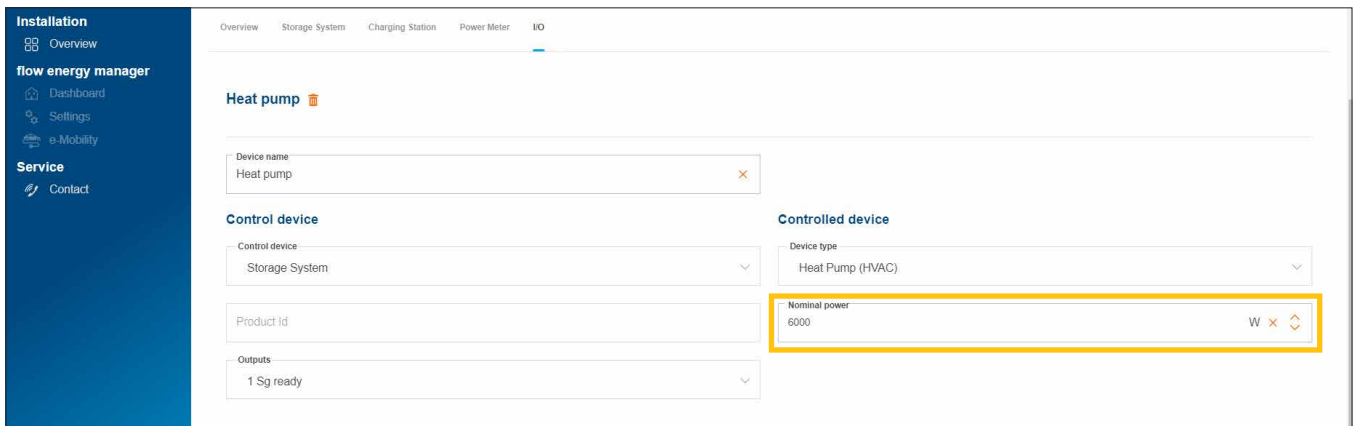 Installation
Overview
flow energy manager
Dashboard
Settings
e-Mobility
Service
Contact
Overview Storage System Charging Station Power Meter I/O
Heat pump
Device name
Heat pump
Control device
Controlled device
Control device
Storage System
Device type
Heat Pump (HVAC)
Product Id
Nominal power
6000 W
Outputs
1 Sg ready